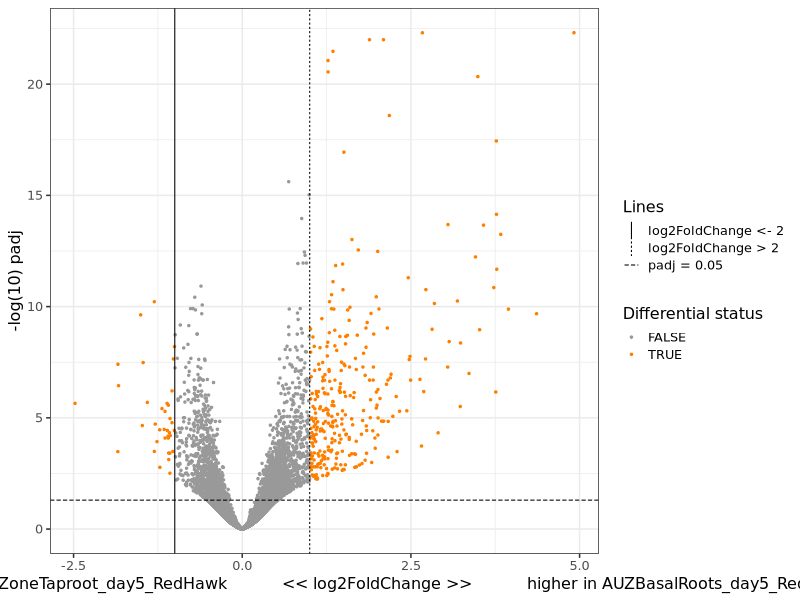 -log(10) padj
20
15
10
5
0
-2.5
0.0
2.5
5.0
ZoneTaproot_day5_RedHawk << log2FoldChange >> higher in AUZBasalRoots_day5_Red
Lines
log2FoldChange <- 2
log2FoldChange > 2
padj = 0.05
Differential status
FALSE
TRUE